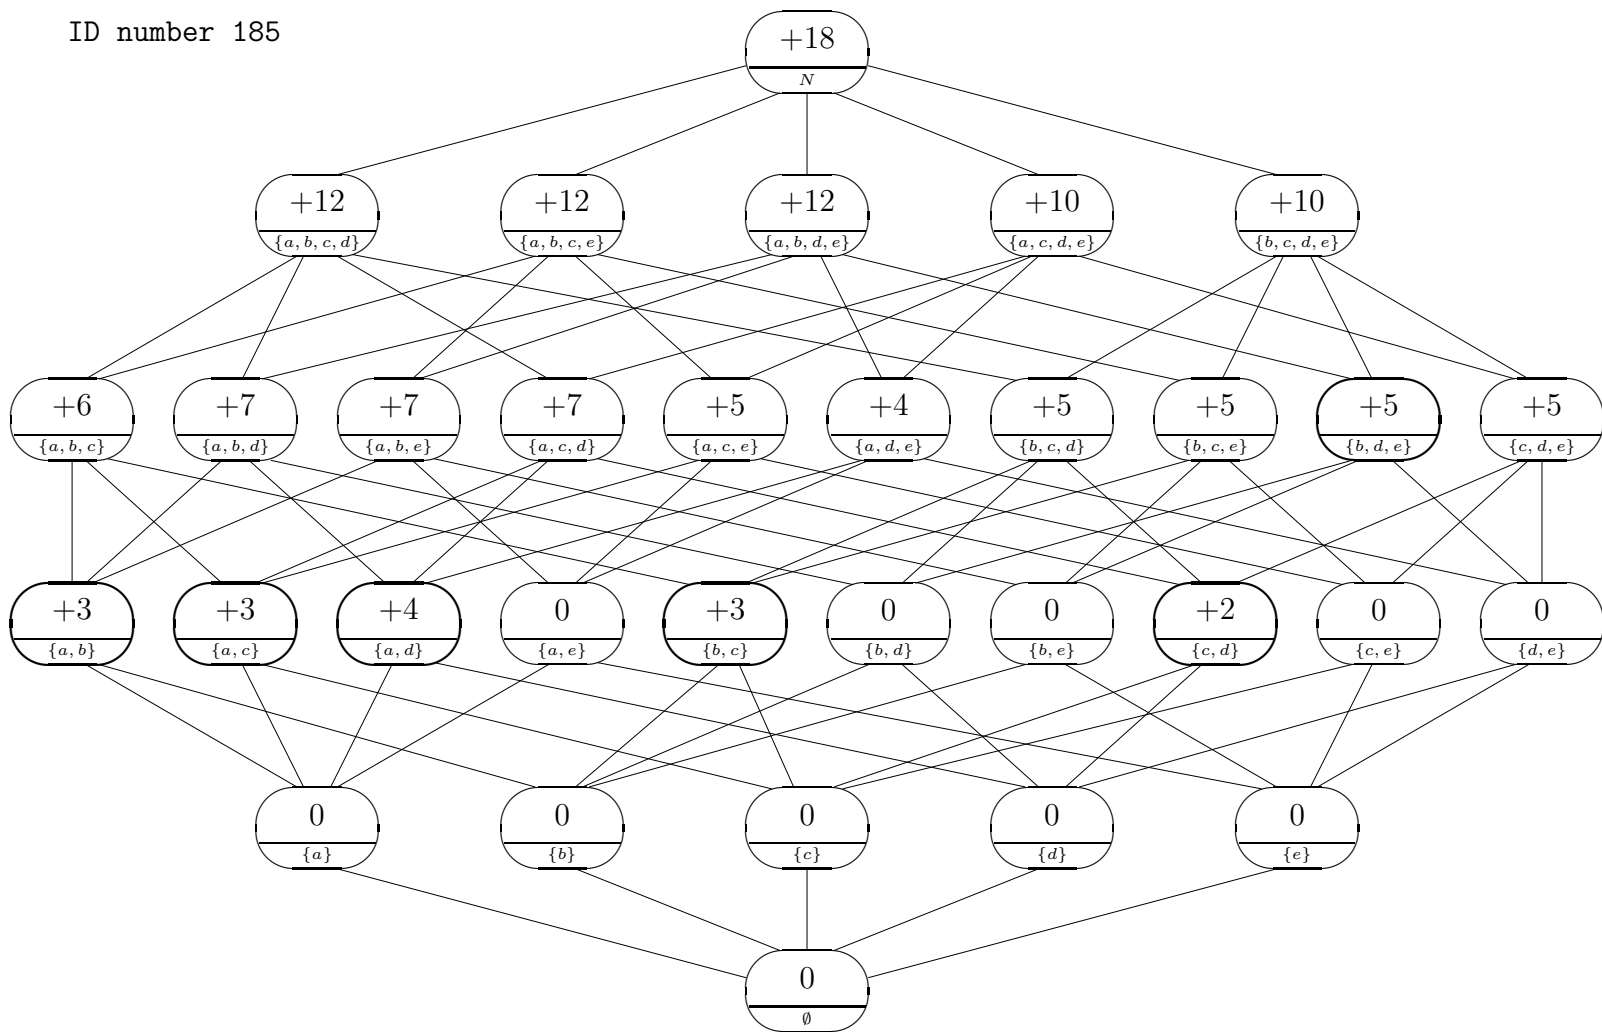 ID number 185
+18
N
+12 +12 +12 +10 +10
{a, b, c, d} {a, b, c, e} {a, b, d, e} {a, c, d, e} {b, c, d, e}
+6 +7 +7 +7 +5 +4 +5 +5 +5 +5
{a, b, c} {a, b, d} {a, b, e} {a, c, d} {a, c, e} {a, d, e} {b, c, d} {b, c, e} {b, d, e} {c, d, e}
+3 +3 +4 0 +3 0 0 +2 0 0
{a, b} {a, c} {a, d} {a, e} {b, c} {b, d} {b, e} {c, d} {c, e} {d, e}
0 0 0 0 0
{a} {b} {c} {d} {e}
0
∅